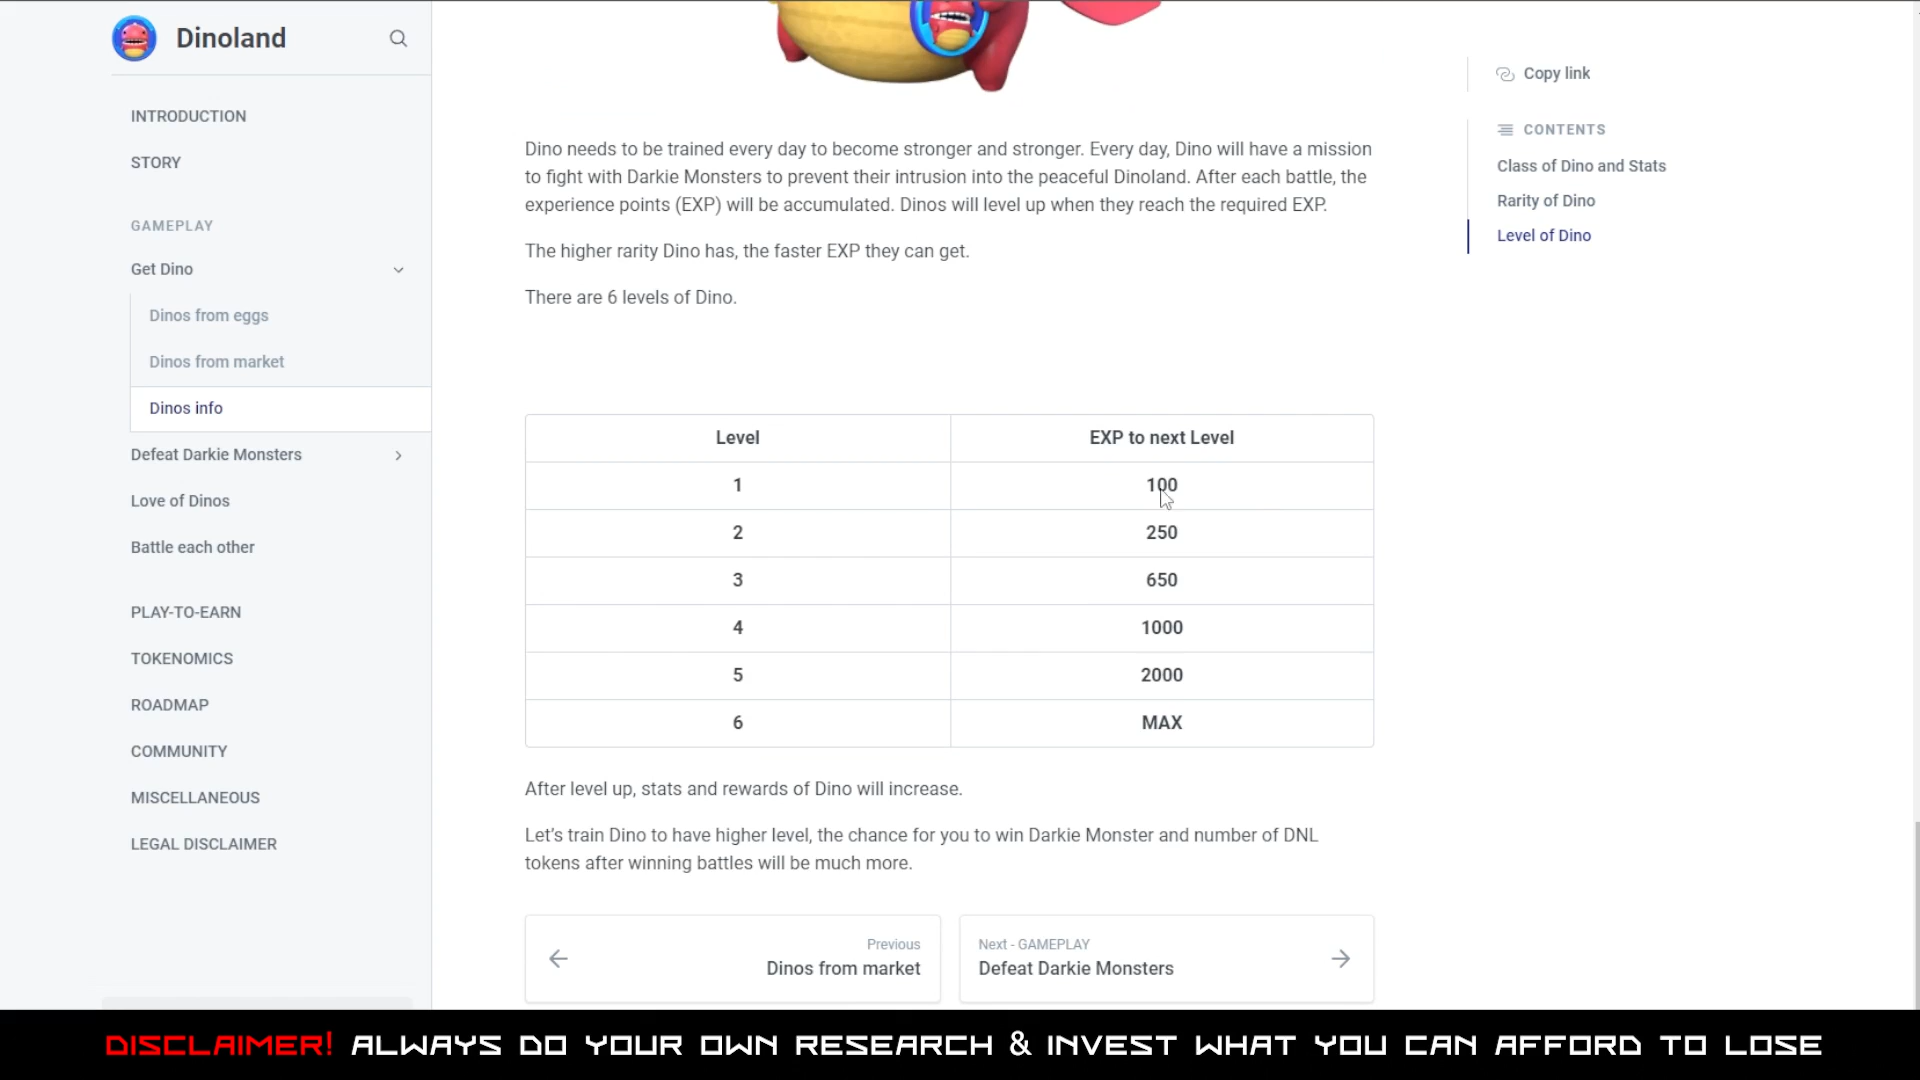 Dinoland
INTRODUCTION
STORY
GAMEPLAY
Get Dino
Dinos from eggs
Dinos from market
Dinos info
Defeat Darkie Monsters
Love of Dinos
Battle each other
PLAY-TO-EARN
TOKENOMICS
ROADMAP
COMMUNITY
MISCELLANEOUS
LEGAL DISCLAIMER
Dino needs to be trained every day to become stronger and stronger. Every day, Dino will have a mission
to fight with Darkie Monsters to prevent their intrusion into the peaceful Dinoland. After each battle, the
experience points (EXP) will be accumulated. Dinos will level up when they reach the required EXP.
The higher rarity Dino has, the faster EXP they can get.
There are 6 levels of Dino.
Level EXP to next Level
1 100
2 250
3 650
4 1000
5 2000
6 MAX
After level up, stats and rewards of Dino will increase.
Let's train Dino to have higher level, the chance for you to win Darkie Monster and number of DNL
tokens after winning battles will be much more.
Previous
Dinos from market
Next - GAMEPLAY
Defeat Darkie Monsters
Copy link
CONTENTS
Class of Dino and Stats
Rarity of Dino
Level of Dino
DISCLAIMER! ALWAYS DO YOUR OWN RESEARCH & INVEST WHAT YOU CAN AFFORD TO LOSE